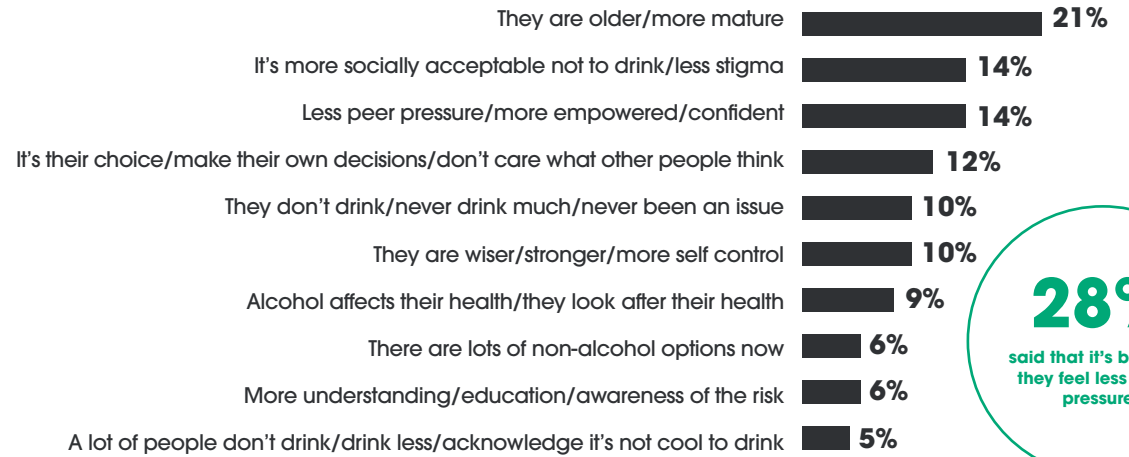 They are older/more mature 21%
It's more socially acceptable not to drink/less stigma 14%
Less peer pressure/more empowered/confident 14%
It's their choice/make their own decisions/don't care what other people think 12%
They don't drink/never drink much/never been an issue 10%
They are wiser/stronger/more self control 10%
Alcohol affects their health/they look after their health 9%
There are lots of non-alcohol options now 6%
More understanding/education/awareness of the risk 6%
A lot of people don't drink/drink less/acknowledge it's not cool to drink 5%
28%
said that it's
they feel less
pressure